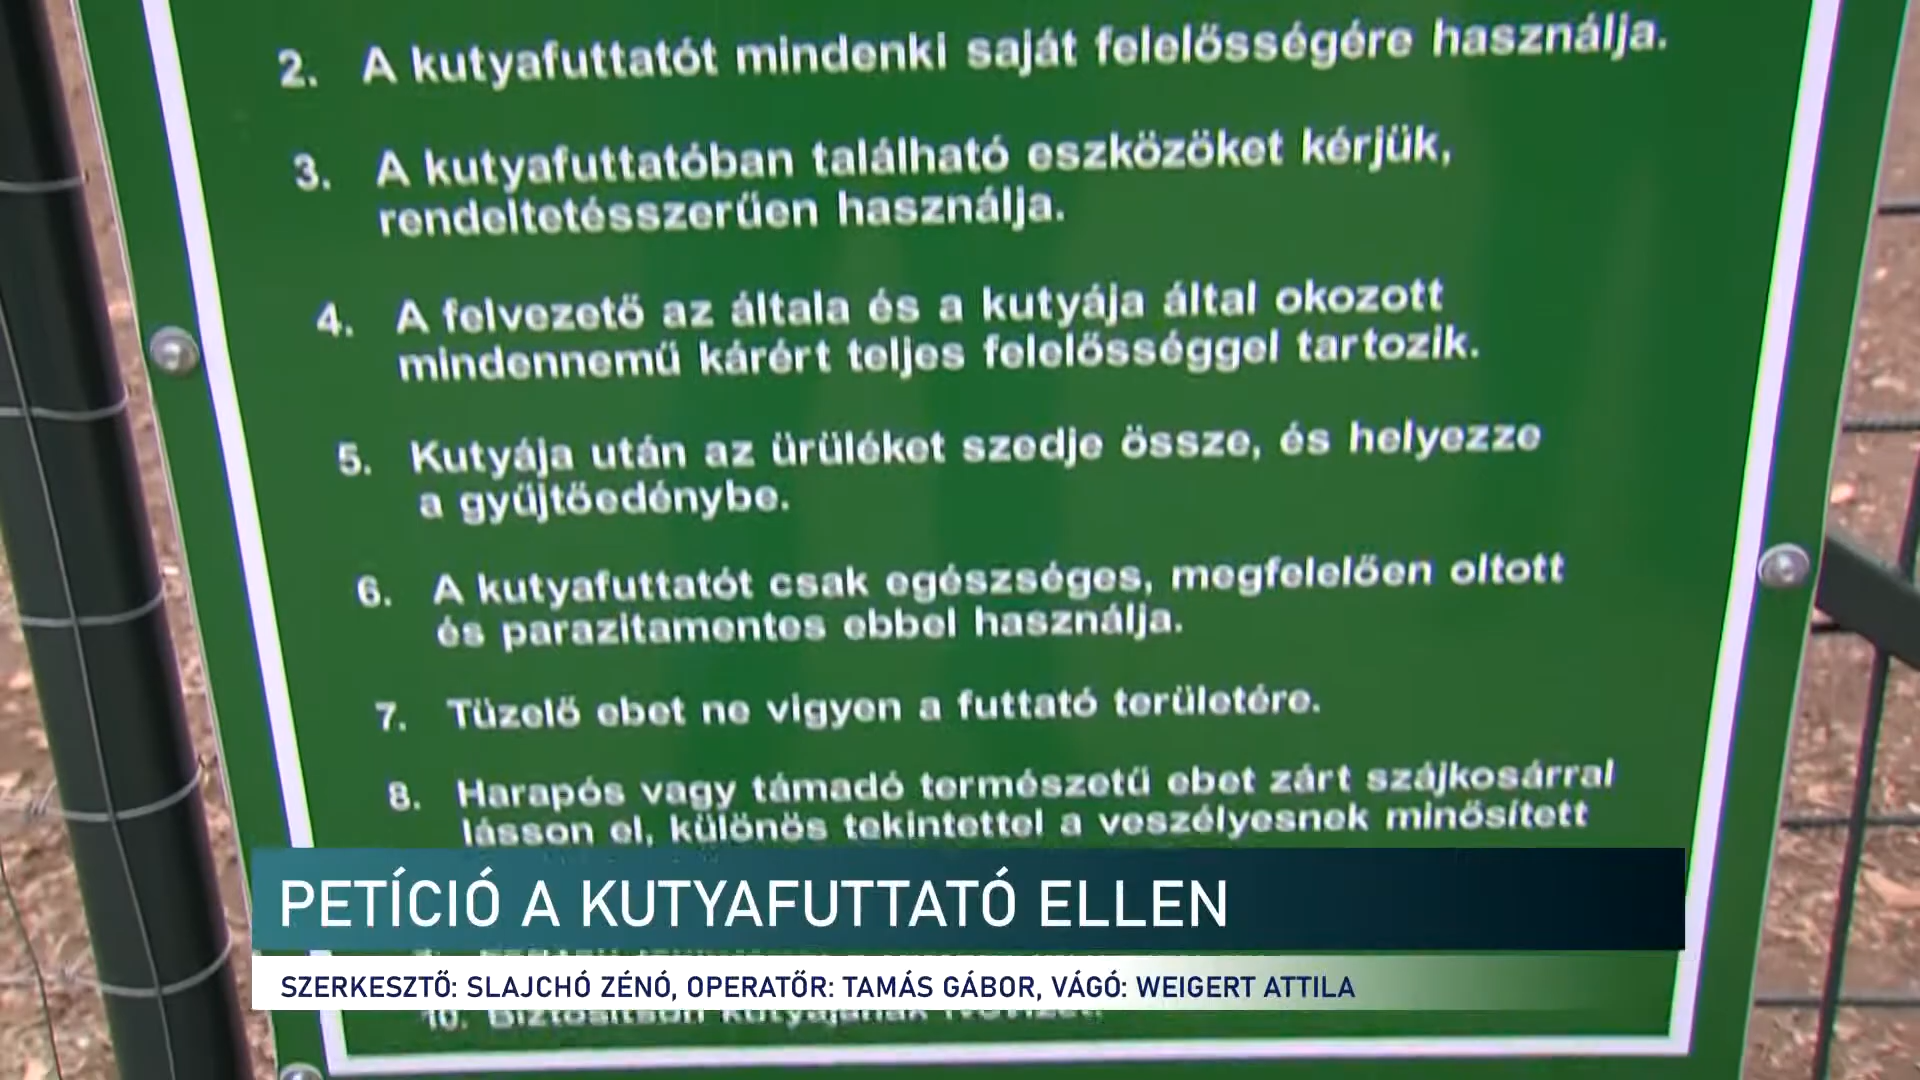 2. A kutyafuttatót mindenki saját felelősségére használja.
3. A kutyafuttatóban található eszközöket kérjük,
rendeltetésszerűen használja.
4. A felvezető az általa és a kutyája által okozott
mindennemű kárért teljes felelősséggel tartozik.
5. Kutyája után az ürüléket szedje össze, és helyezze
a gyűjtőedénybe.
6. A kutyafuttatót csak egészséges, megfelelően oltott
és parazitamentes ebbel használja.
7. Tüzelő ebet ne vigyen a futtató területére.
8. Harapós vagy támadó természetű ebet zárt szájkosárral
lásson el, különös tekintettel a veszélyesnek minősített
PETÍCIÓ A KUTYAFUTTATÓ ELLEN
SZERKESZTŐ: SLAJCHÓ ZÉNÓ, OPERATŐR: TAMÁS GÁBOR, VÁGÓ: WEIGERT ATTILA
10. Biztosítson kutyájának ivóvizet.